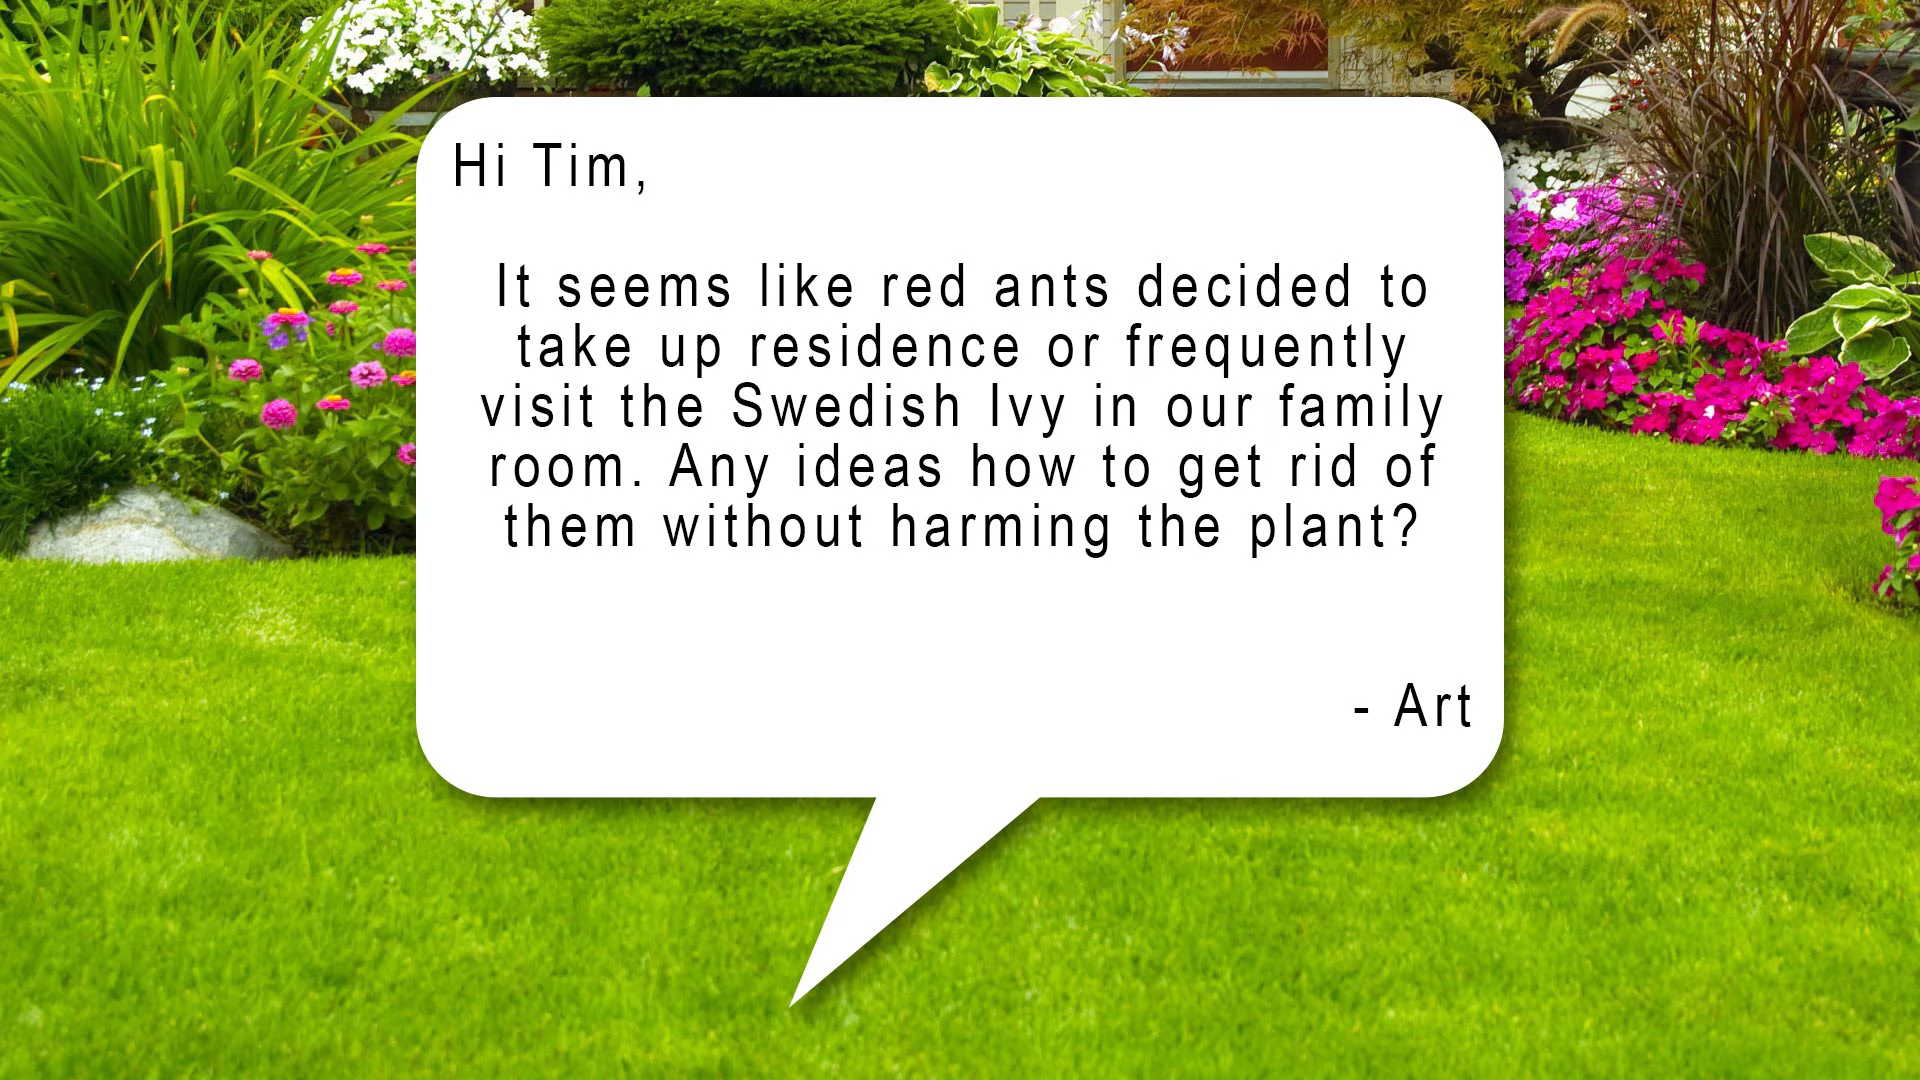 Hi Tim,
It seems like red ants decided to
take up residence or frequently
visit the Swedish Ivy in our family
room. Any ideas how to get rid of
them without harming the plant?
- Art